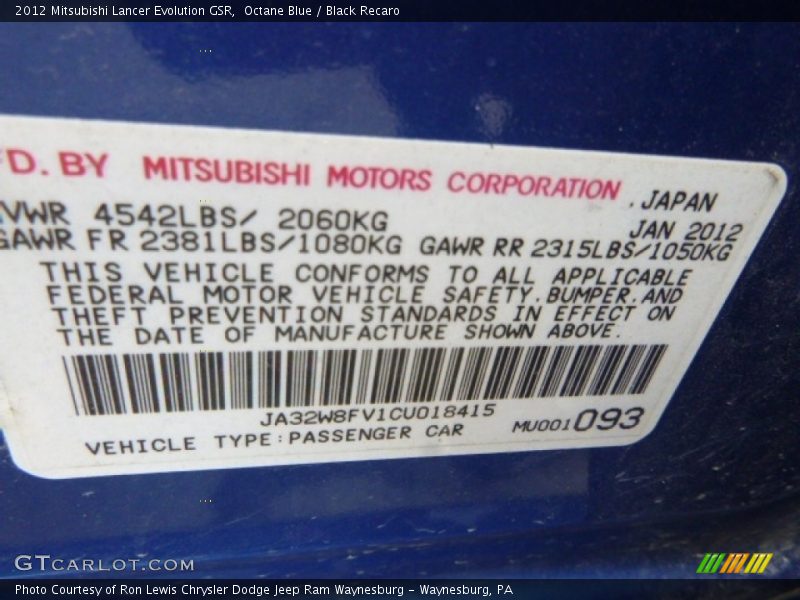 2012 Mitsubishi Lancer Evolution GSR,  Octane Blue / Black Recaro
FD. BY MITSUBISHI MOTORS CORPORATION . JAPAN
VWR 4542LBS/ 2060KG JAN 2012
GAWR FR 2381LBS/1080KG GAWR RR 2315LBS/1050KG
THIS VEHICLE CONFORMS TO ALL APPLICABLE
FEDERAL MOTOR VEHICLE SAFETY.BUMPER.AND
THEFT PREVENTION STANDARDS IN EFFECT ON
THE DATE OF MANUFACTURE SHOWN ABOVE.
JA32W8FV1CU018415
VEHICLE TYPE:PASSENGER CAR MU001093
GTCARLOT.COM
Photo Courtesy of Ron Lewis Chrysler Dodge Jeep Ram Waynesburg – Waynesburg, PA